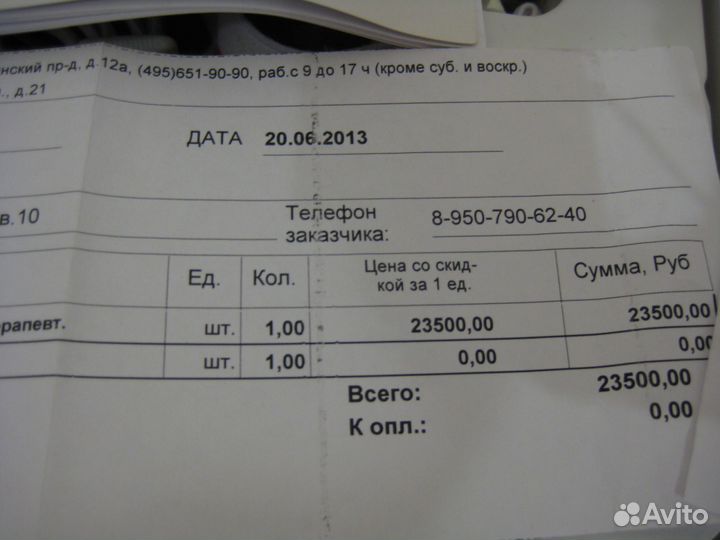 нский пр-д, д.12а, (495)651-90-90, раб.с 9 до 17 ч (кроме суб. и воскр.)
., д.21
ДАТА 20.06.2013
в.10 Телефон заказчика: 8-950-790-62-40
Ед. Кол. Цена со скид-кой за 1 ед. Сумма, Руб
рапевт. шт. 1,00 23500,00 23500,00
шт. 1,00 0,00 0,00
Всего: 23500,00
К опл.: 0,00
Avito